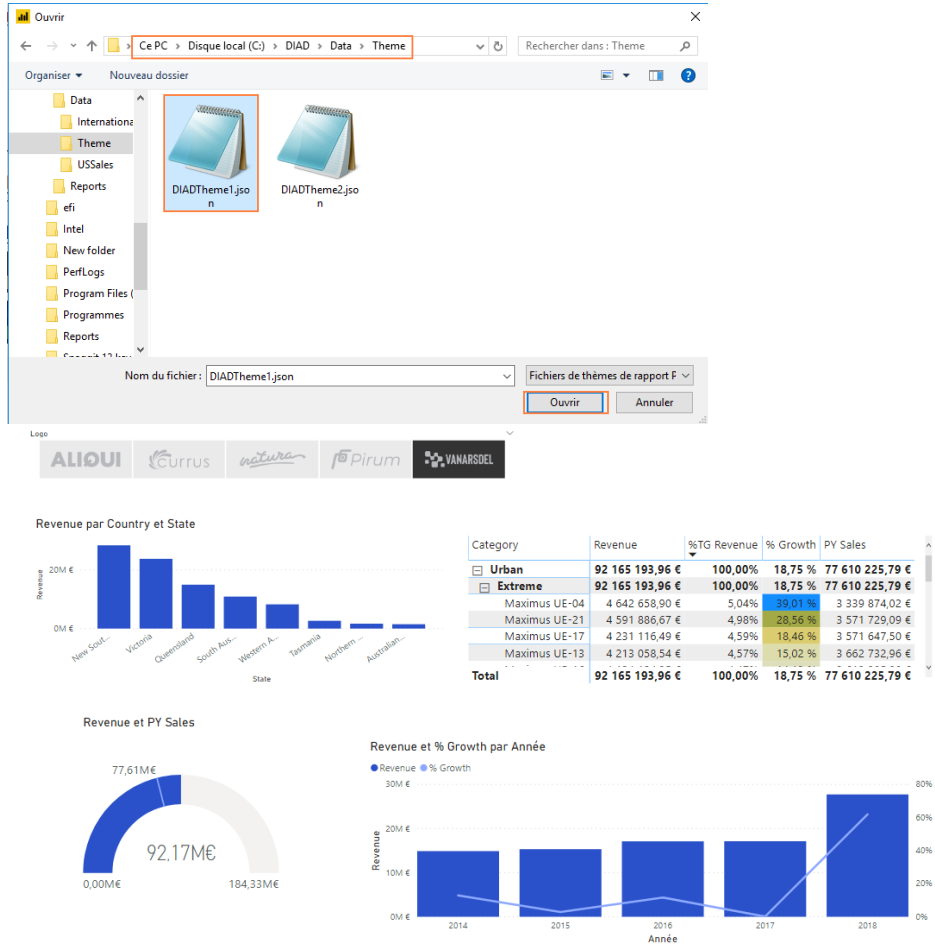 Ouvrir
Ce PC > Disque local (C:) > DIAD > Data > Theme
Rechercher dans : Theme
Organiser
Nouveau dossier
Data
Internationa
Theme
USSales
Reports
efi
Intel
New folder
PerfLogs
Program Files (
Programmes
Reports
DIADTheme1.jso
n
DIADTheme2.jso
n
Nom du fichier :
DIADTheme1.json
Fichiers de thèmes de rapport P
Ouvrir
Annuler
Logo
ALIQUI
Currus
natura
Pirum
VANARSDEL
Revenue par Country et State
Revenue
20M €
0M €
New Sout...
Victoria
Queensland
South Aus...
Western A...
Tasmania
Northern ...
Australian...
State
Category Revenue %TG Revenue % Growth PY Sales
Urban 92 165 193,96 € 100,00% 18,75 % 77 610 225,79 €
Extreme 92 165 193,96 € 100,00% 18,75 % 77 610 225,79 €
Maximus UE-04 4 642 658,90 € 5,04% 39,01 % 3 339 874,02 €
Maximus UE-21 4 591 886,67 € 4,98% 28,56 % 3 571 729,09 €
Maximus UE-17 4 231 116,49 € 4,59% 18,46 % 3 571 647,50 €
Maximus UE-13 4 213 058,54 € 4,57% 15,02 % 3 662 732,96 €
Total 92 165 193,96 € 100,00% 18,75 % 77 610 225,79 €
Revenue et PY Sales
77,61M€
92,17M€
0,00M€
184,33M€
Revenue et % Growth par Année
Revenue % Growth
Revenue
30M €
20M €
10M €
0M €
80%
60%
40%
20%
0%
2014
2015
2016
2017
2018
Année